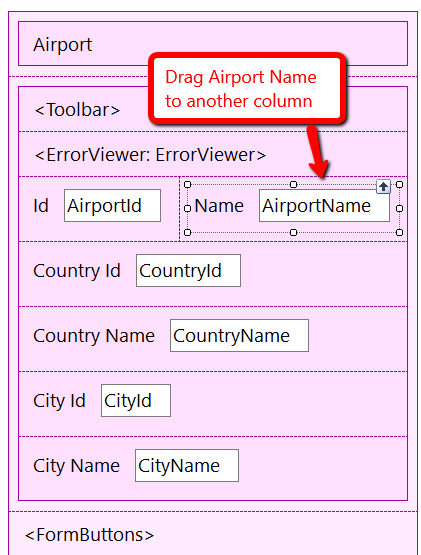 Airport
Drag Airport Name
to another column
<Toolbar>
<ErrorViewer: ErrorViewer>
Id AirportId Name AirportName
Country Id CountryId
Country Name CountryName
City Id CityId
City Name CityName
<FormButtons>